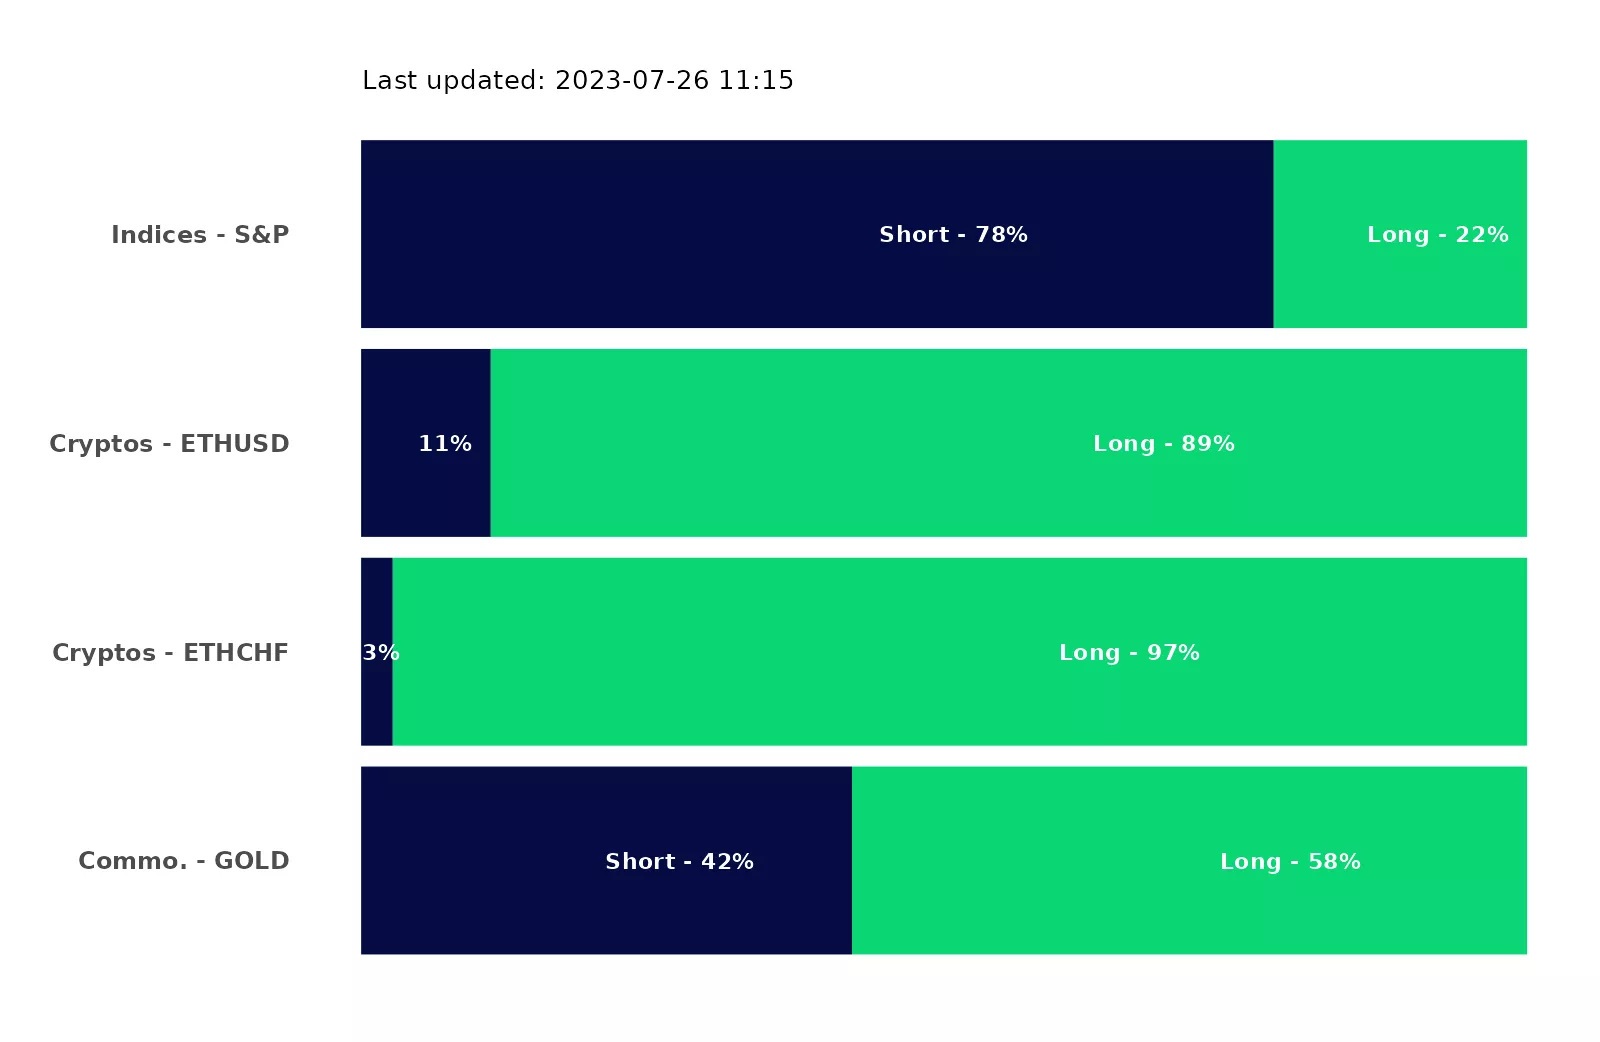 Last updated: 2023-07-26 11:15
Indices - S&P
Short - 78%
Long - 22%
Cryptos - ETHUSD
11%
Long - 89%
Cryptos - ETHCHF
3%
Long - 97%
Commo. - GOLD
Short - 42%
Long - 58%